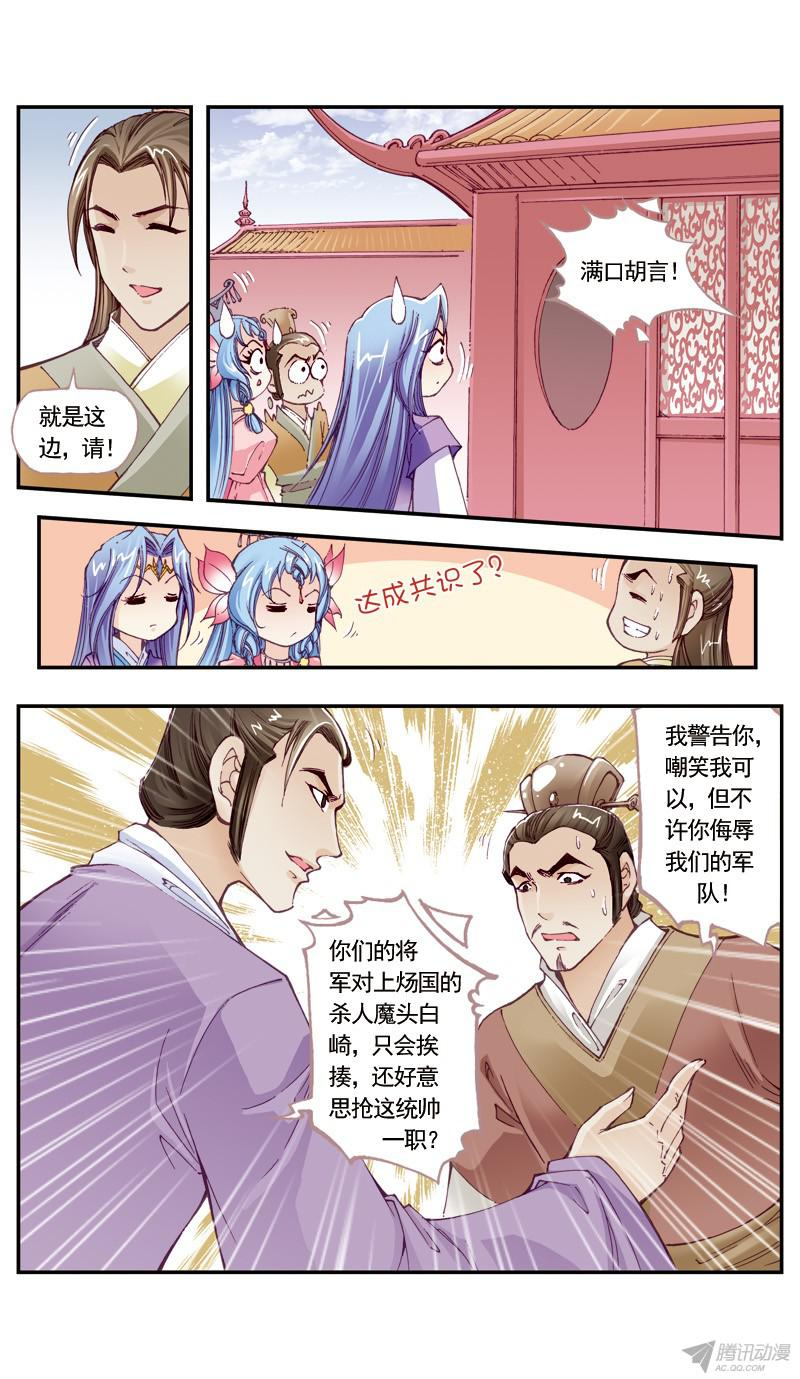 就是这
边，请！
满口胡言！
达成共识了？
我警告你，
嘲笑我可
以，但不
许你侮辱
我们的军
队！
你们的将
军对上炀国的
杀人魔头白
崎，只会挨
揍，还好意
思抢这统帅
一职？
腾讯动漫
AC.QQ.COM